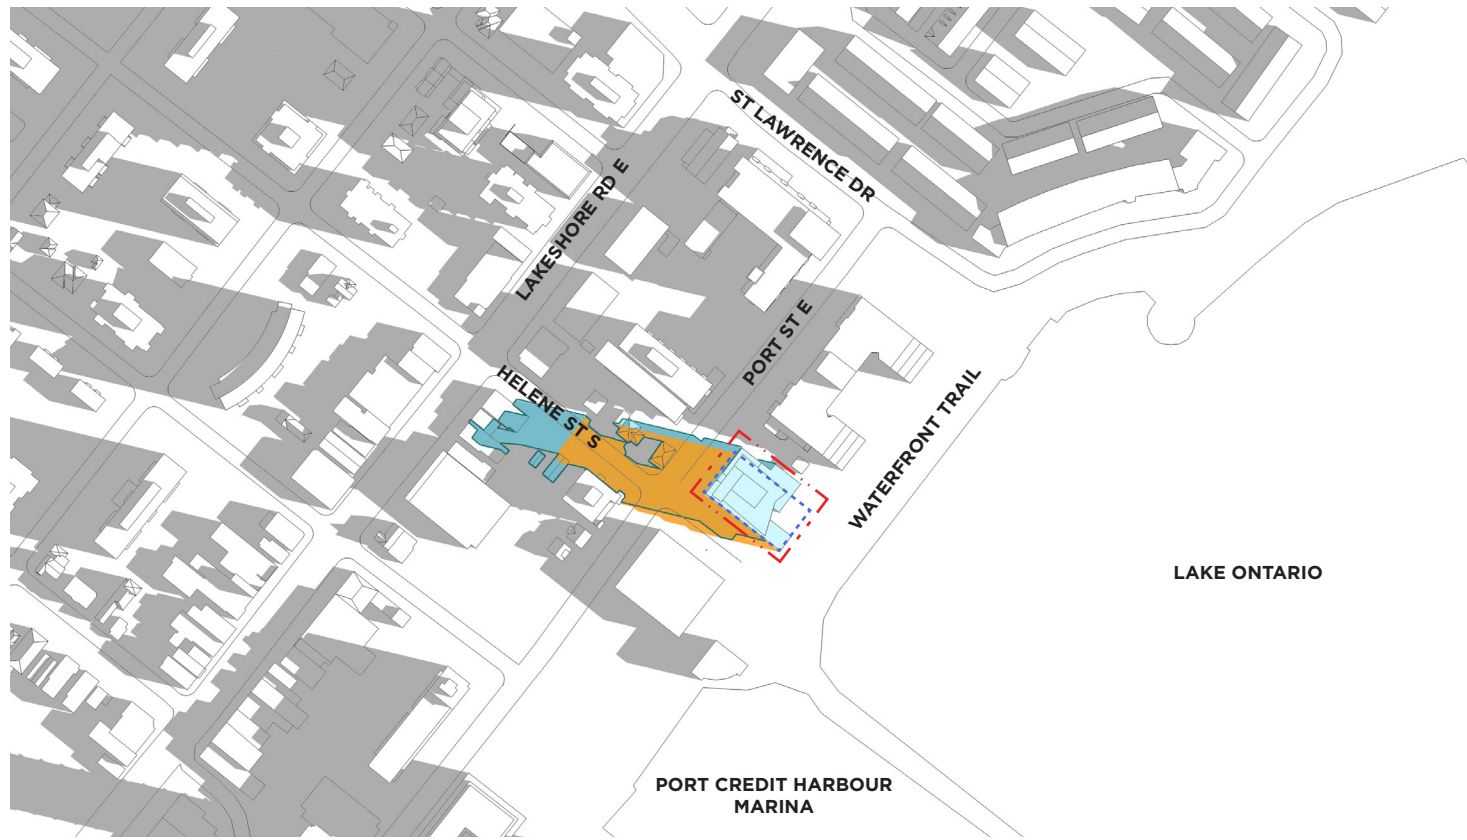 ST LAWRENCE DR
LAKESHORE RD E
PORT ST E
HELENE ST S
WATERFRONT TRAIL
LAKE ONTARIO
PORT CREDIT HARBOUR
MARINA